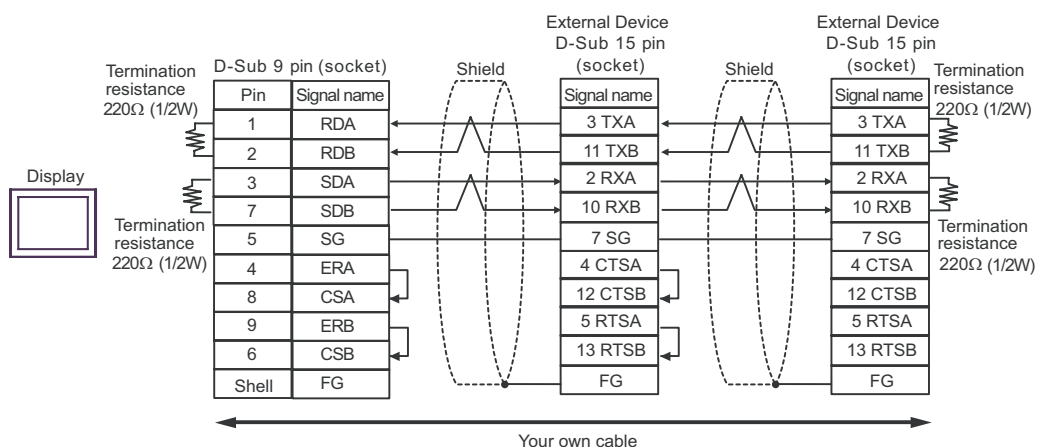 External Device
D-Sub 15 pin
(socket)
External Device
D-Sub 15 pin
(socket)
Termination
resistance
220Ω (1/2W)
D-Sub 9 pin (socket)
Shield
Shield
Termination
resistance
220Ω (1/2W)
Pin Signal name
Signal name
Signal name
1 RDA
3 TXA
3 TXA
2 RDB
11 TXB
11 TXB
Display
3 SDA
2 RXA
2 RXA
7 SDB
10 RXB
10 RXB
Termination
resistance
220Ω (1/2W)
Termination
resistance
220Ω (1/2W)
5 SG
7 SG
7 SG
4 ERA
4 CTSA
4 CTSA
8 CSA
12 CTSB
12 CTSB
9 ERB
5 RTSA
5 RTSA
6 CSB
13 RTSB
13 RTSB
Shell FG
FG
FG
Your own cable